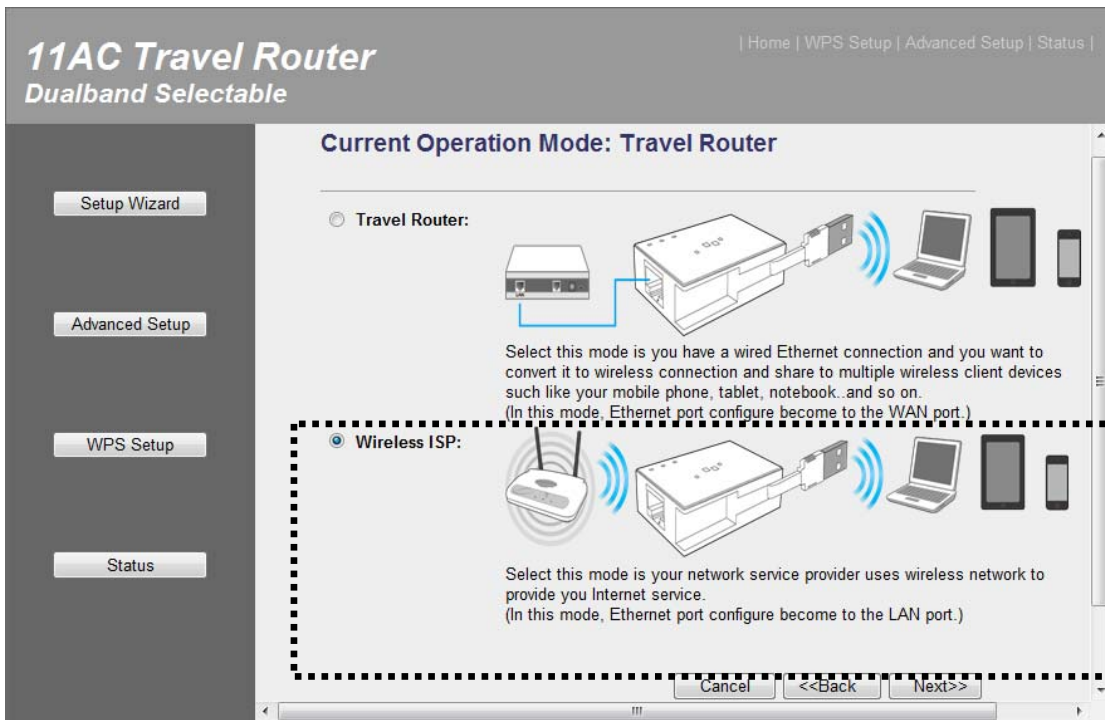 11AC Travel Router
Dualband Selectable
| Home | WPS Setup | Advanced Setup | Status |
Setup Wizard
Advanced Setup
WPS Setup
Status
Current Operation Mode: Travel Router
Travel Router:
Select this mode is you have a wired Ethernet connection and you want to
convert it to wireless connection and share to multiple wireless client devices
such like your mobile phone, tablet, notebook..and so on.
(In this mode, Ethernet port configure become to the WAN port.)
Wireless ISP:
Select this mode is your network service provider uses wireless network to
provide you Internet service.
(In this mode, Ethernet port configure become to the LAN port.)
Cancel
<<Back
Next>>